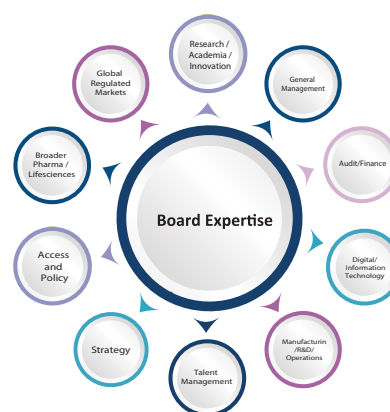 Research /
Academia /
Innovation
General
Management
Audit/Finance
Digital/
Information
Technology
Manufacturin
/R&D/
Operations
Talent
Management
Strategy
Access
and
Policy
Broader
Pharma /
Lifesciences
Global
Regulated
Markets
Board Expertise